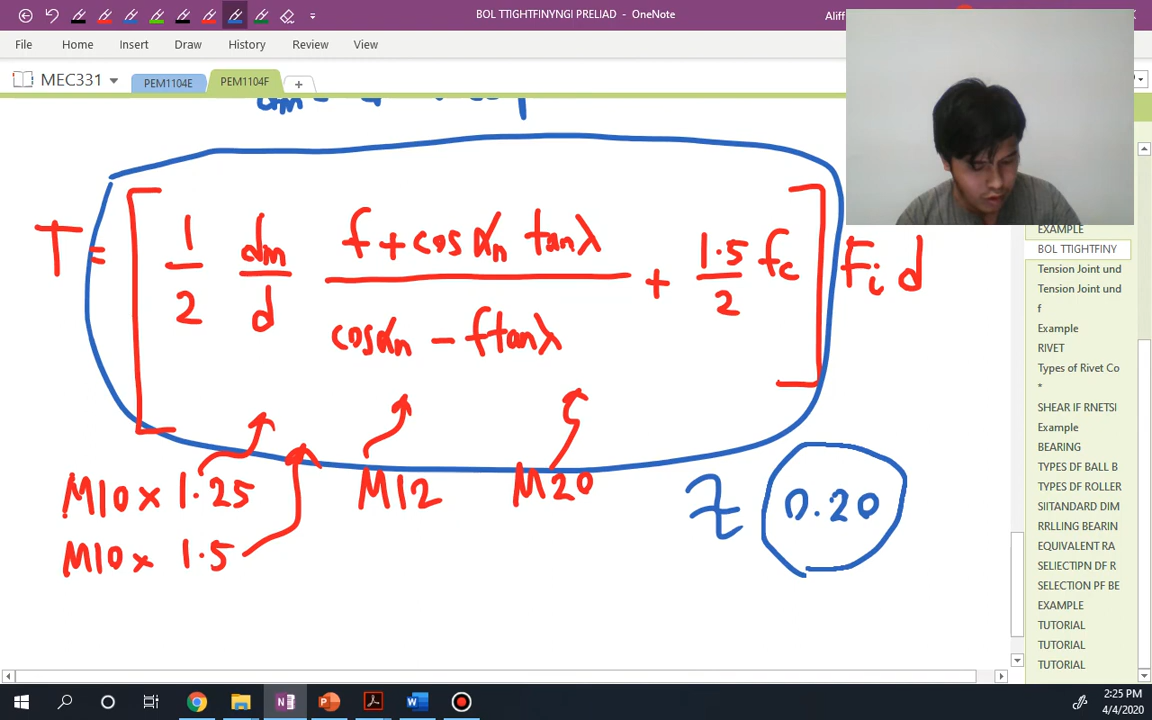 BOL TTIGHTFINYNGI PRELIAD - OneNote
Aliff
File Home Insert Draw History Review View
MEC331 PEM1104E PEM1104F
T = [ 1/2 dm/d (f + cos αn tan λ)/(cos αn − f tan λ) + 1.5/2 fc ] Fi d
M10 x 1.25 M12 M20 ≈ 0.20
M10 x 1.5
EXAMPLE
BOL TTIGHTFINY
Tension Joint und
Tension Joint und
f
Example
RIVET
Types of Rivet Co
*
SHEAR IF RNETSI
Example
BEARING
TYPES DF BALL B
TYPES DF ROLLER
SIITANDARD DIM
RRLLING BEARIN
EQUIVALENT RA
SELIECTIPN DF R
SELECTION PF BE
EXAMPLE
TUTORIAL
TUTORIAL
TUTORIAL
2:25 PM
4/4/2020